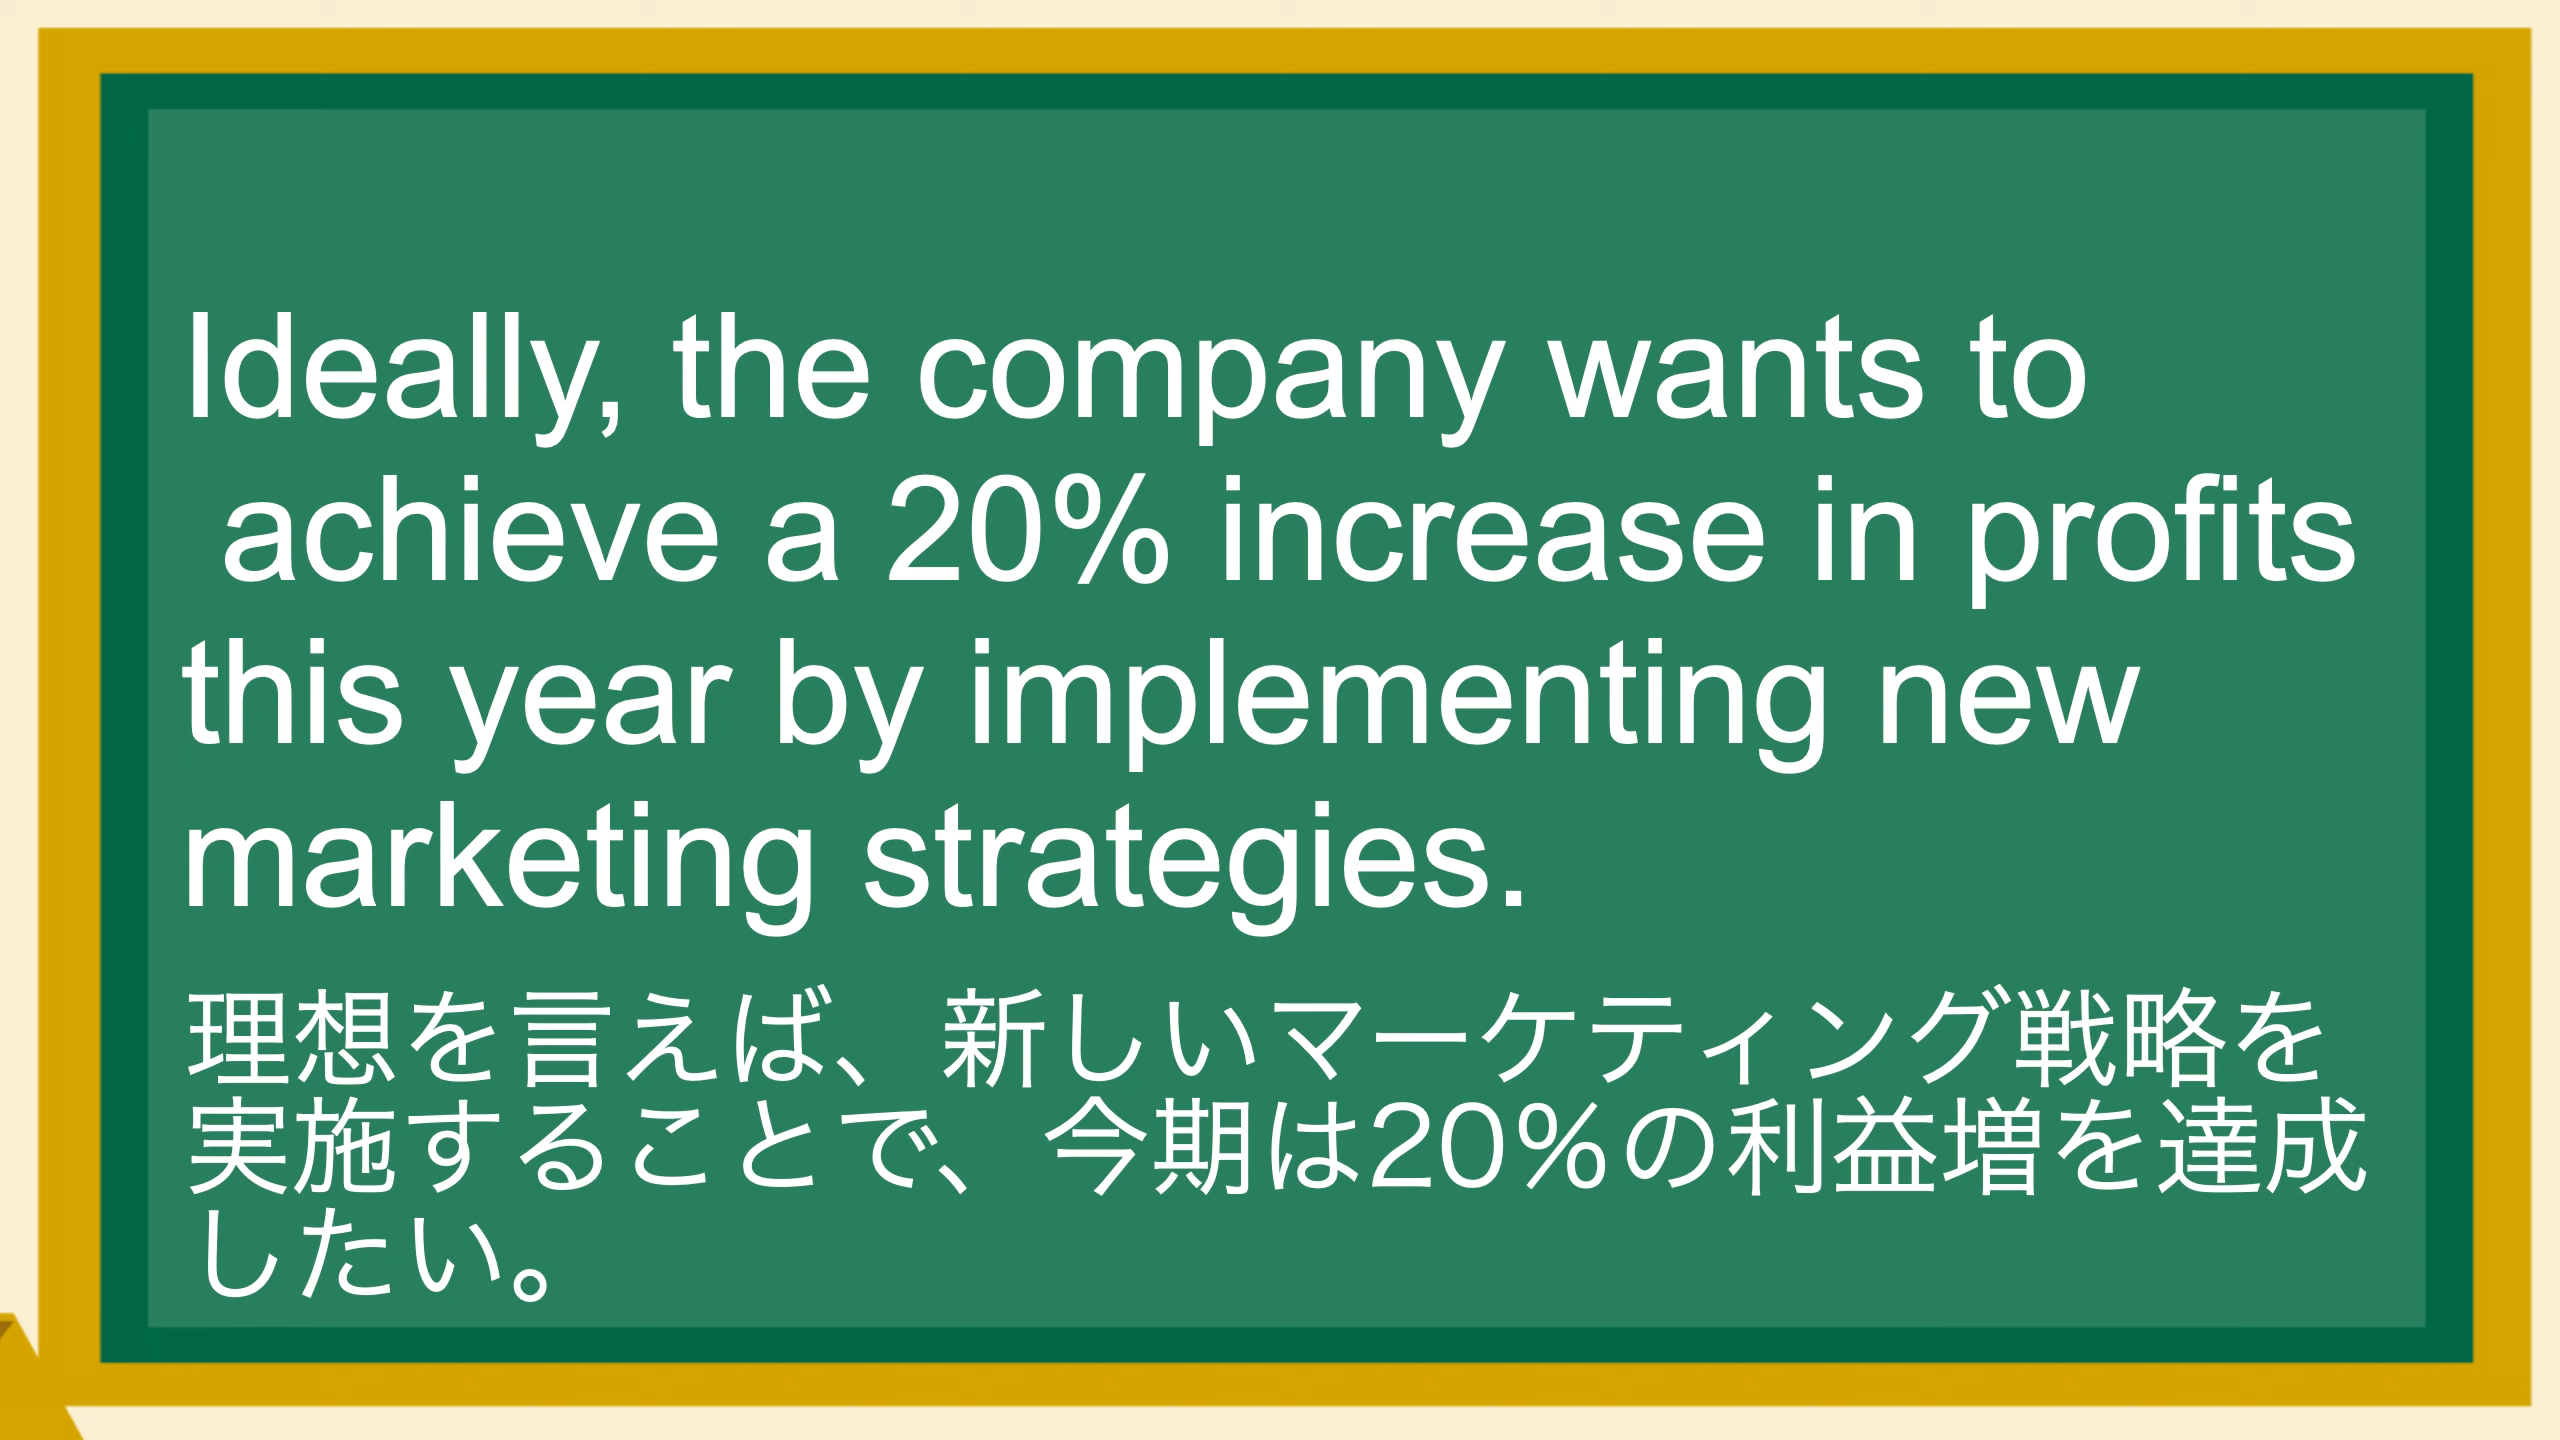 Ideally, the company wants to
achieve a 20% increase in profits
this year by implementing new
marketing strategies.
理想を言えば、新しいマーケティング戦略を
実施することで、今期は20%の利益増を達成
したい。